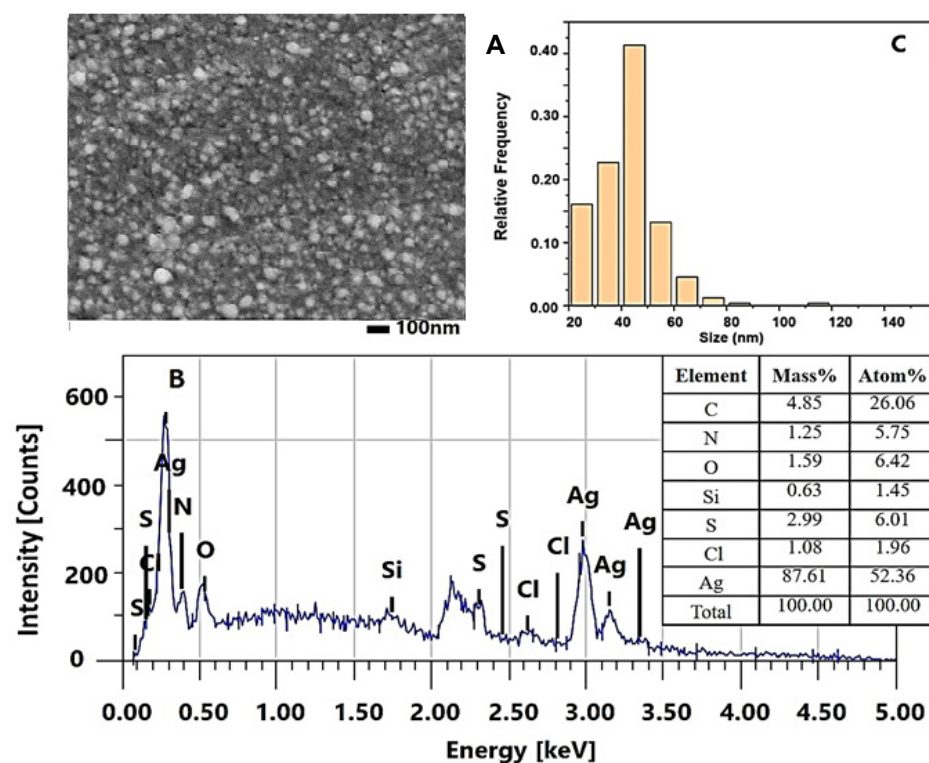 A
100nm
C
Relative Frequency
0.40
0.30
0.20
0.10
0.00
20 40 60 80 100 120 140
Size (nm)
B
Intensity [Counts]
600
400
200
0
S
S
C
Ag
N
O
Si
S
S
Cl
Cl
Ag
Ag
Ag
0.00 0.50 1.00 1.50 2.00 2.50 3.00 3.50 4.00 4.50 5.00
Energy [keV]
Element Mass% Atom%
C 4.85 26.06
N 1.25 5.75
O 1.59 6.42
Si 0.63 1.45
S 2.99 6.01
Cl 1.08 1.96
Ag 87.61 52.36
Total 100.00 100.00